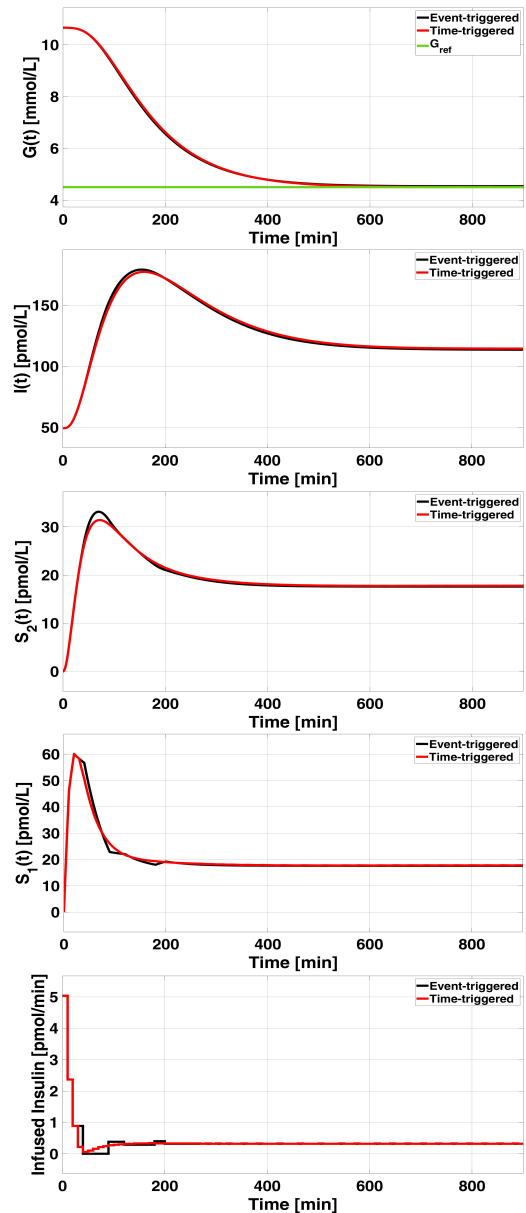 G(t) [mmol/L]
10
8
6
4
Event-triggered
Time-triggered
G_ref
0 200 400 600 800
Time [min]
I(t) [pmol/L]
150
100
50
Event-triggered
Time-triggered
0 200 400 600 800
Time [min]
S_2(t) [pmol/L]
30
20
10
0
Event-triggered
Time-triggered
0 200 400 600 800
Time [min]
S_1(t) [pmol/L]
60
50
40
30
20
10
0
Event-triggered
Time-triggered
0 200 400 600 800
Time [min]
Infused Insulin [pmol/min]
5
4
3
2
1
0
Event-triggered
Time-triggered
0 200 400 600 800
Time [min]